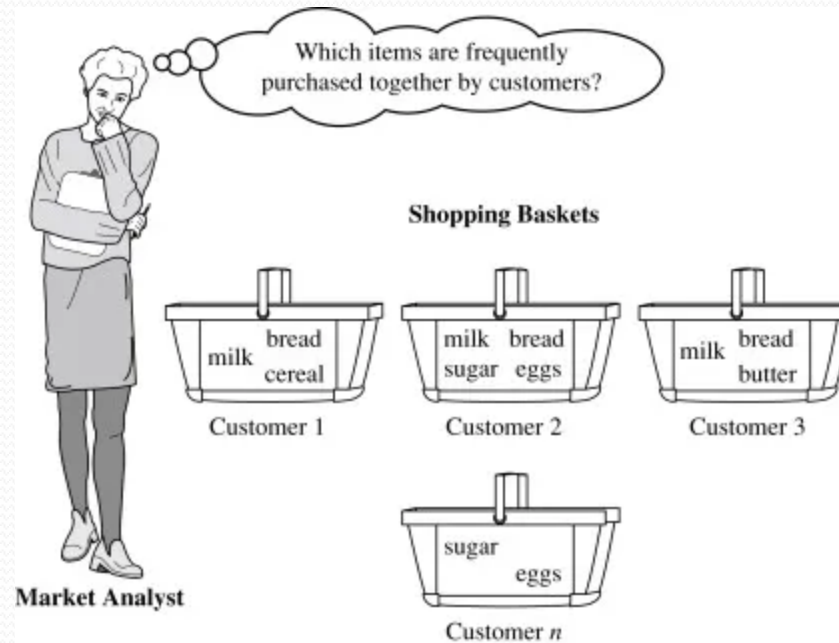 Which items are frequently
purchased together by customers?
Shopping Baskets
milk
bread
cereal
Customer 1
milk bread
sugar eggs
Customer 2
milk
bread
butter
Customer 3
sugar
eggs
Customer n
Market Analyst